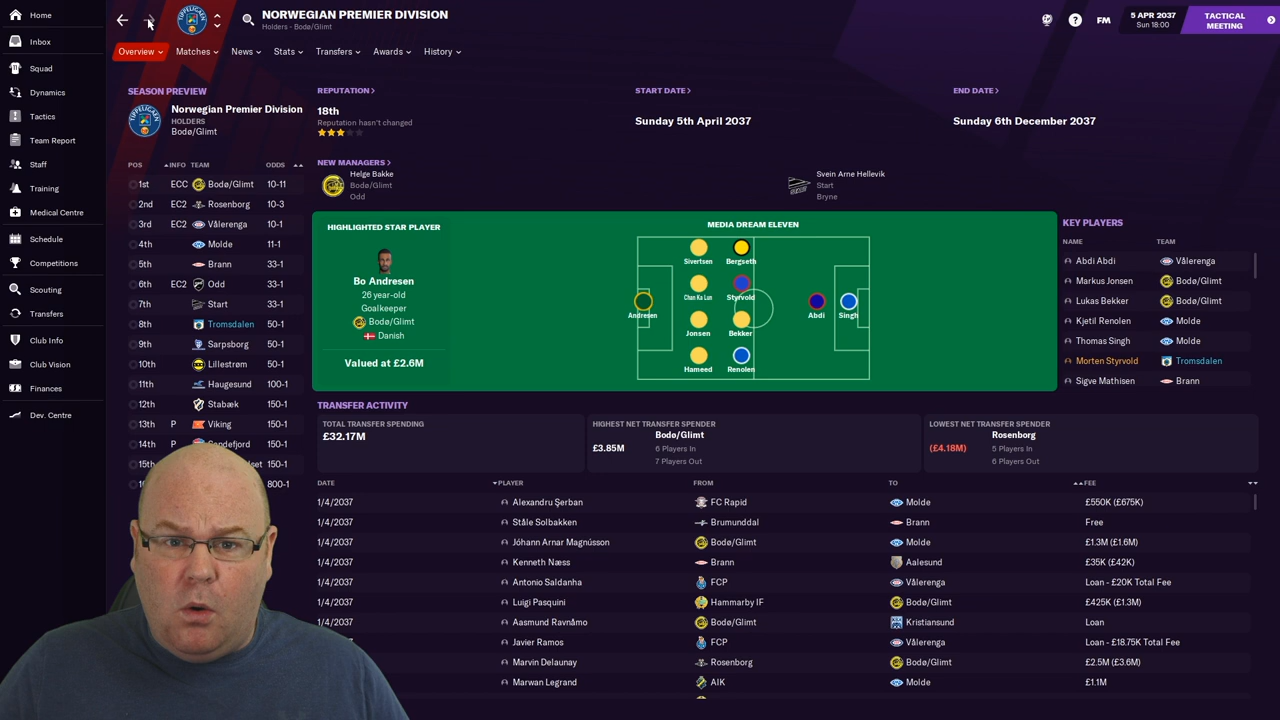 Home
Inbox
Squad
Dynamics
Tactics
Team Report
Staff
Training
Medical Centre
Schedule
Competitions
Scouting
Transfers
Club Info
Club Vision
Finances
Dev. Centre
TIPPELIGAEN
NORWEGIAN PREMIER DIVISION
Holders - Bodø/Glimt
FM
5 APR 2037
Sun 18:00
TACTICAL MEETING
Overview
Matches
News
Stats
Transfers
Awards
History
SEASON PREVIEW
Norwegian Premier Division
HOLDERS
Bodø/Glimt
POS INFO TEAM ODDS
1st ECC Bodø/Glimt 10-11
2nd EC2 Rosenborg 10-3
3rd EC2 Vålerenga 10-1
4th Molde 11-1
5th Brann 33-1
6th EC2 Odd 33-1
7th Start 33-1
8th Tromsdalen 50-1
9th Sarpsborg 50-1
10th Lillestrøm 50-1
11th Haugesund 100-1
12th Stabæk 150-1
13th P Viking 150-1
14th P Sandefjord 150-1
15th 150-1
800-1
REPUTATION
18th
Reputation hasn't changed
START DATE
Sunday 5th April 2037
END DATE
Sunday 6th December 2037
NEW MANAGERS
Helge Bakke
Bodø/Glimt
Odd
Svein Arne Hellevik
Start
Bryne
HIGHLIGHTED STAR PLAYER
Bo Andresen
26 year-old
Goalkeeper
Bodø/Glimt
Danish
Valued at £2.6M
MEDIA DREAM ELEVEN
Sivertsen
Bergseth
Chan Ka Lun
Styrvold
Andresen
Abdi
Singh
Jonsen
Bekker
Hameed
Renolen
KEY PLAYERS
NAME TEAM
Abdi Abdi Vålerenga
Markus Jonsen Bodø/Glimt
Lukas Bekker Bodø/Glimt
Kjetil Renolen Molde
Thomas Singh Molde
Morten Styrvold Tromsdalen
Sigve Mathisen Brann
TRANSFER ACTIVITY
TOTAL TRANSFER SPENDING
£32.17M
HIGHEST NET TRANSFER SPENDER
£3.85M
Bodø/Glimt
6 Players In
7 Players Out
LOWEST NET TRANSFER SPENDER
(£4.18M)
Rosenborg
5 Players In
6 Players Out
DATE PLAYER FROM TO FEE
1/4/2037 Alexandru Şerban FC Rapid Molde £550K (£675K)
1/4/2037 Ståle Solbakken Brumunddal Brann Free
1/4/2037 Jóhann Arnar Magnússon Bodø/Glimt Molde £1.3M (£1.6M)
1/4/2037 Kenneth Næss Brann Aalesund £35K (£42K)
1/4/2037 Antonio Saldanha FCP Vålerenga Loan - £20K Total Fee
1/4/2037 Luigi Pasquini Hammarby IF Bodø/Glimt £425K (£1.3M)
1/4/2037 Aasmund Ravnåmo Bodø/Glimt Kristiansund Loan
1/4/2037 Javier Ramos FCP Vålerenga Loan - £18.75K Total Fee
1/4/2037 Marvin Delaunay Rosenborg Bodø/Glimt £2.5M (£3.6M)
1/4/2037 Marwan Legrand AIK Molde £1.1M